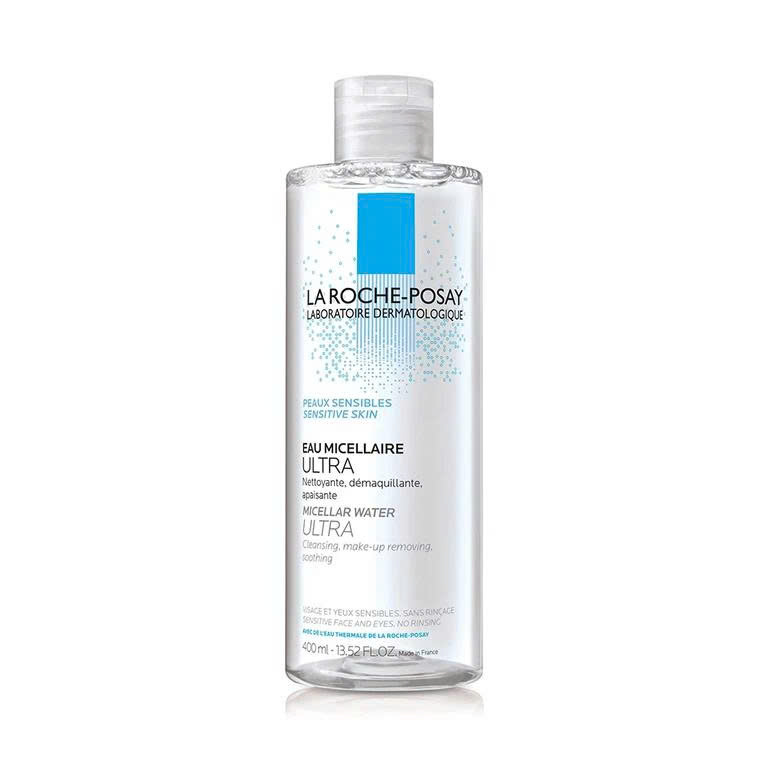 LA ROCHE-POSAY
LABORATOIRE DERMATOLOGIQUE
PEAUX SENSIBLES
SENSITIVE SKIN
EAU MICELLAIRE
ULTRA
Nettoyante, démaquillante,
apaisante
MICELLAR WATER
ULTRA
Cleansing, make-up removing,
soothing
VISAGE ET YEUX SENSIBLES, SANS RINÇAGE
SENSITIVE FACE AND EYES, NO RINSING
AVEC DE L'EAU THERMALE DE LA ROCHE-POSAY
400 ml - 13.52 FL.OZ. Made in France